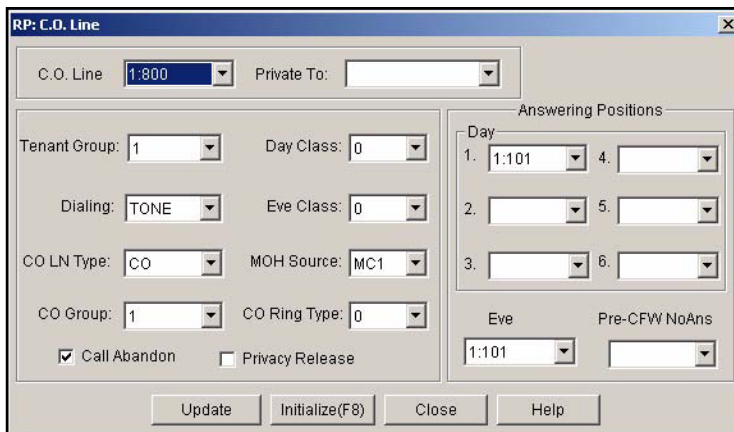 RP: C.O. Line
C.O. Line 1:800 Private To:
Answering Positions
Day
Tenant Group: 1 Day Class: 0
1. 1:101 4.
Dialing: TONE Eve Class: 0
2. 5.
CO LN Type: CO MOH Source: MC1
3. 6.
CO Group: 1 CO Ring Type: 0
Eve Pre-CFW NoAns
Call Abandon Privacy Release
1:101
Update Initialize(F8) Close Help